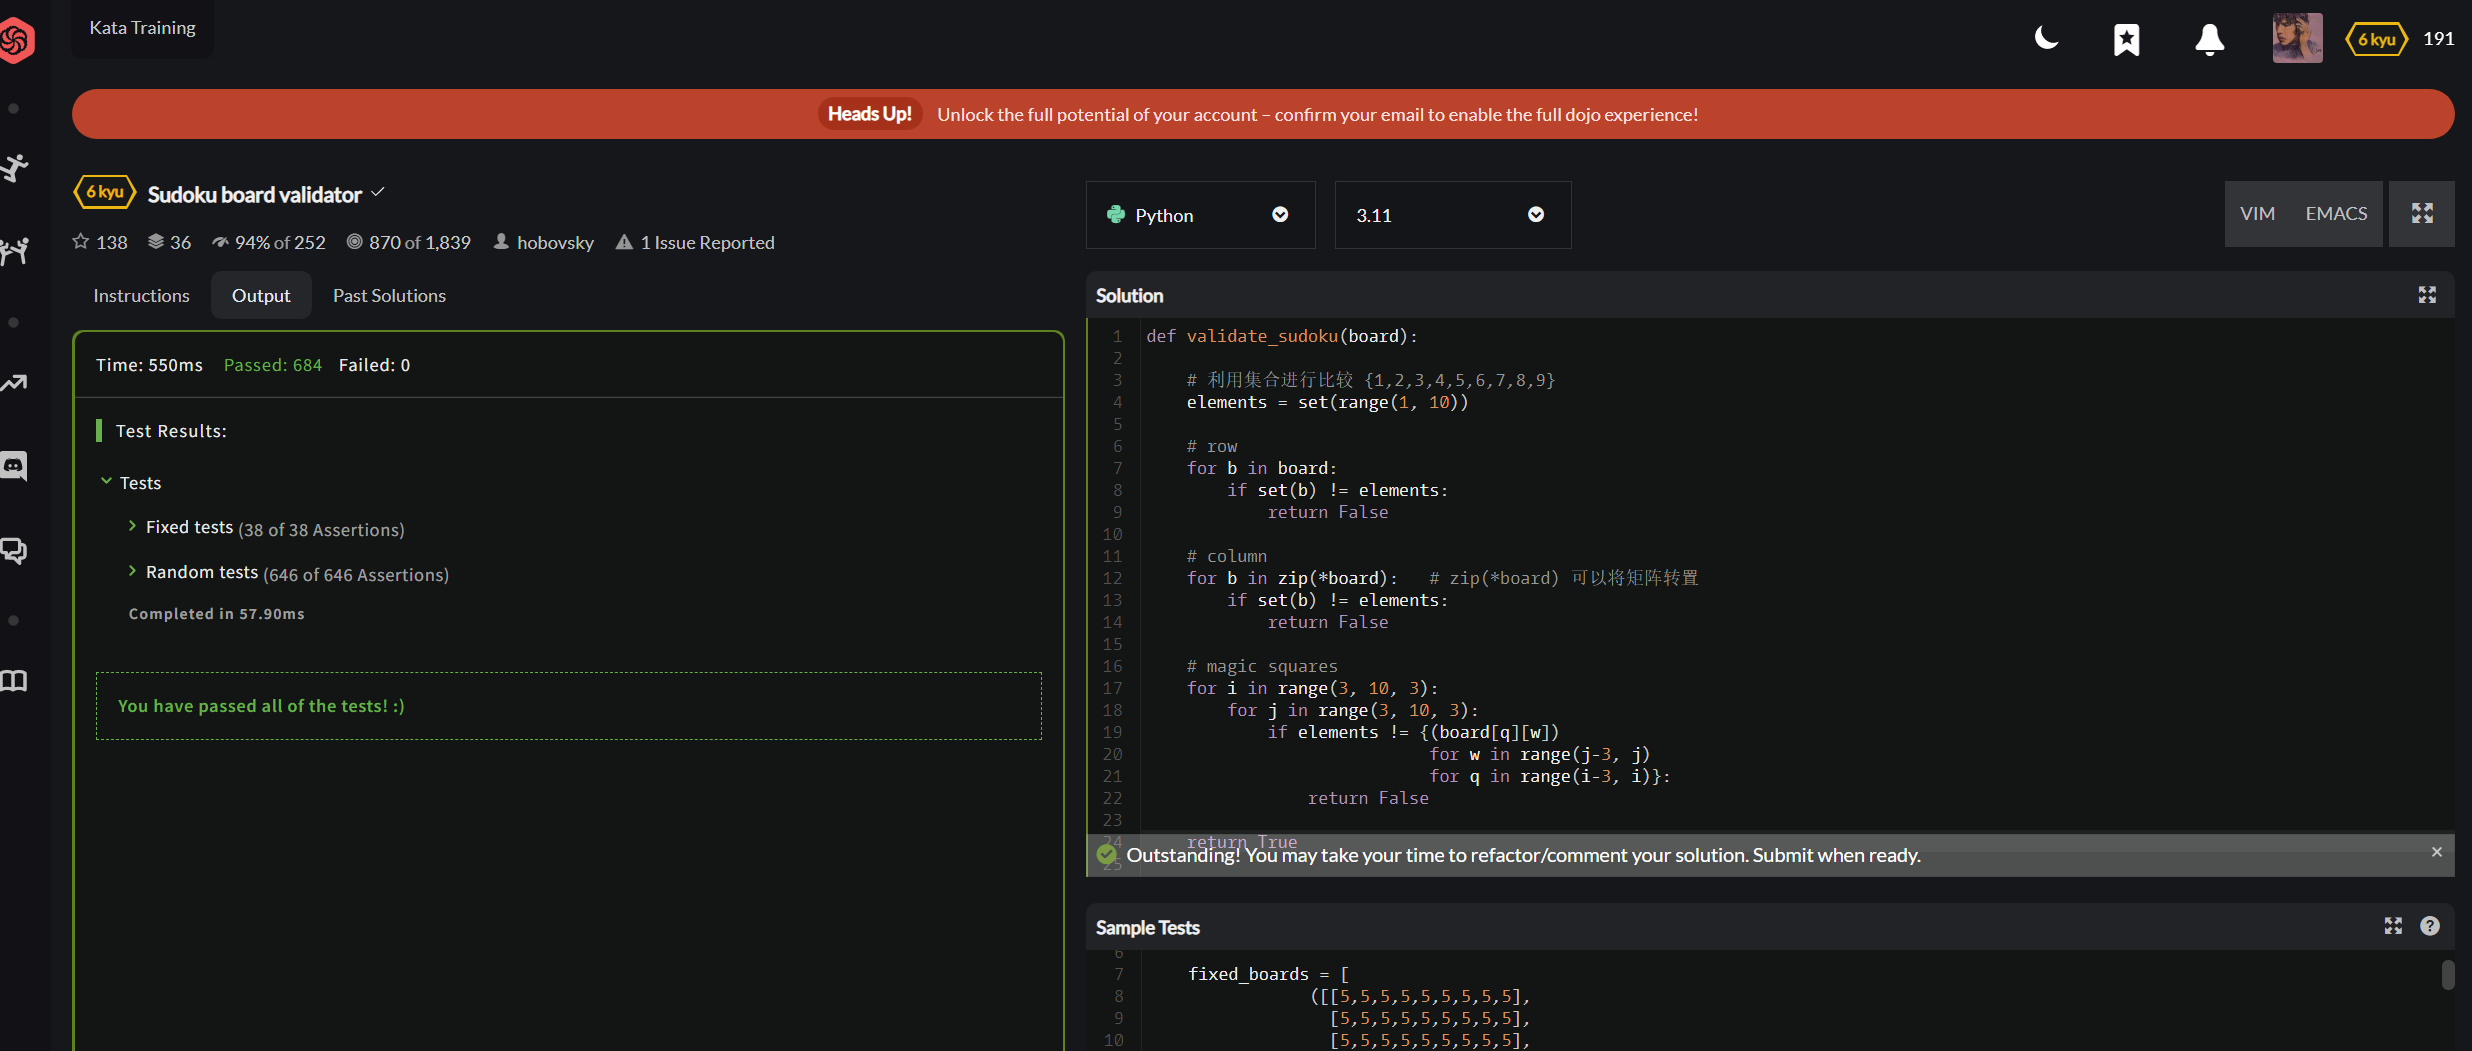 Kata Training
6 kyu
191
Heads Up! Unlock the full potential of your account – confirm your email to enable the full dojo experience!
6 kyu Sudoku board validator
138 36 94% of 252 870 of 1,839 hobovsky 1 Issue Reported
Instructions Output Past Solutions
Time: 550ms Passed: 684 Failed: 0
Test Results:
Tests
Fixed tests (38 of 38 Assertions)
Random tests (646 of 646 Assertions)
Completed in 57.90ms
You have passed all of the tests! :)
Python
3.11
VIM EMACS
Solution
1 def validate_sudoku(board):
2
3     # 利用集合进行比较 {1,2,3,4,5,6,7,8,9}
4     elements = set(range(1, 10))
5
6     # row
7     for b in board:
8         if set(b) != elements:
9             return False
10
11     # column
12     for b in zip(*board):   # zip(*board) 可以将矩阵转置
13         if set(b) != elements:
14             return False
15
16     # magic squares
17     for i in range(3, 10, 3):
18         for j in range(3, 10, 3):
19             if elements != {(board[q][w])
20                             for w in range(j-3, j)
21                             for q in range(i-3, i)}:
22                 return False
23
24     return True
25
Outstanding! You may take your time to refactor/comment your solution. Submit when ready.
×
Sample Tests
?
6
7     fixed_boards = [
8                 ([[5,5,5,5,5,5,5,5,5],
9                   [5,5,5,5,5,5,5,5,5],
10                   [5,5,5,5,5,5,5,5,5],